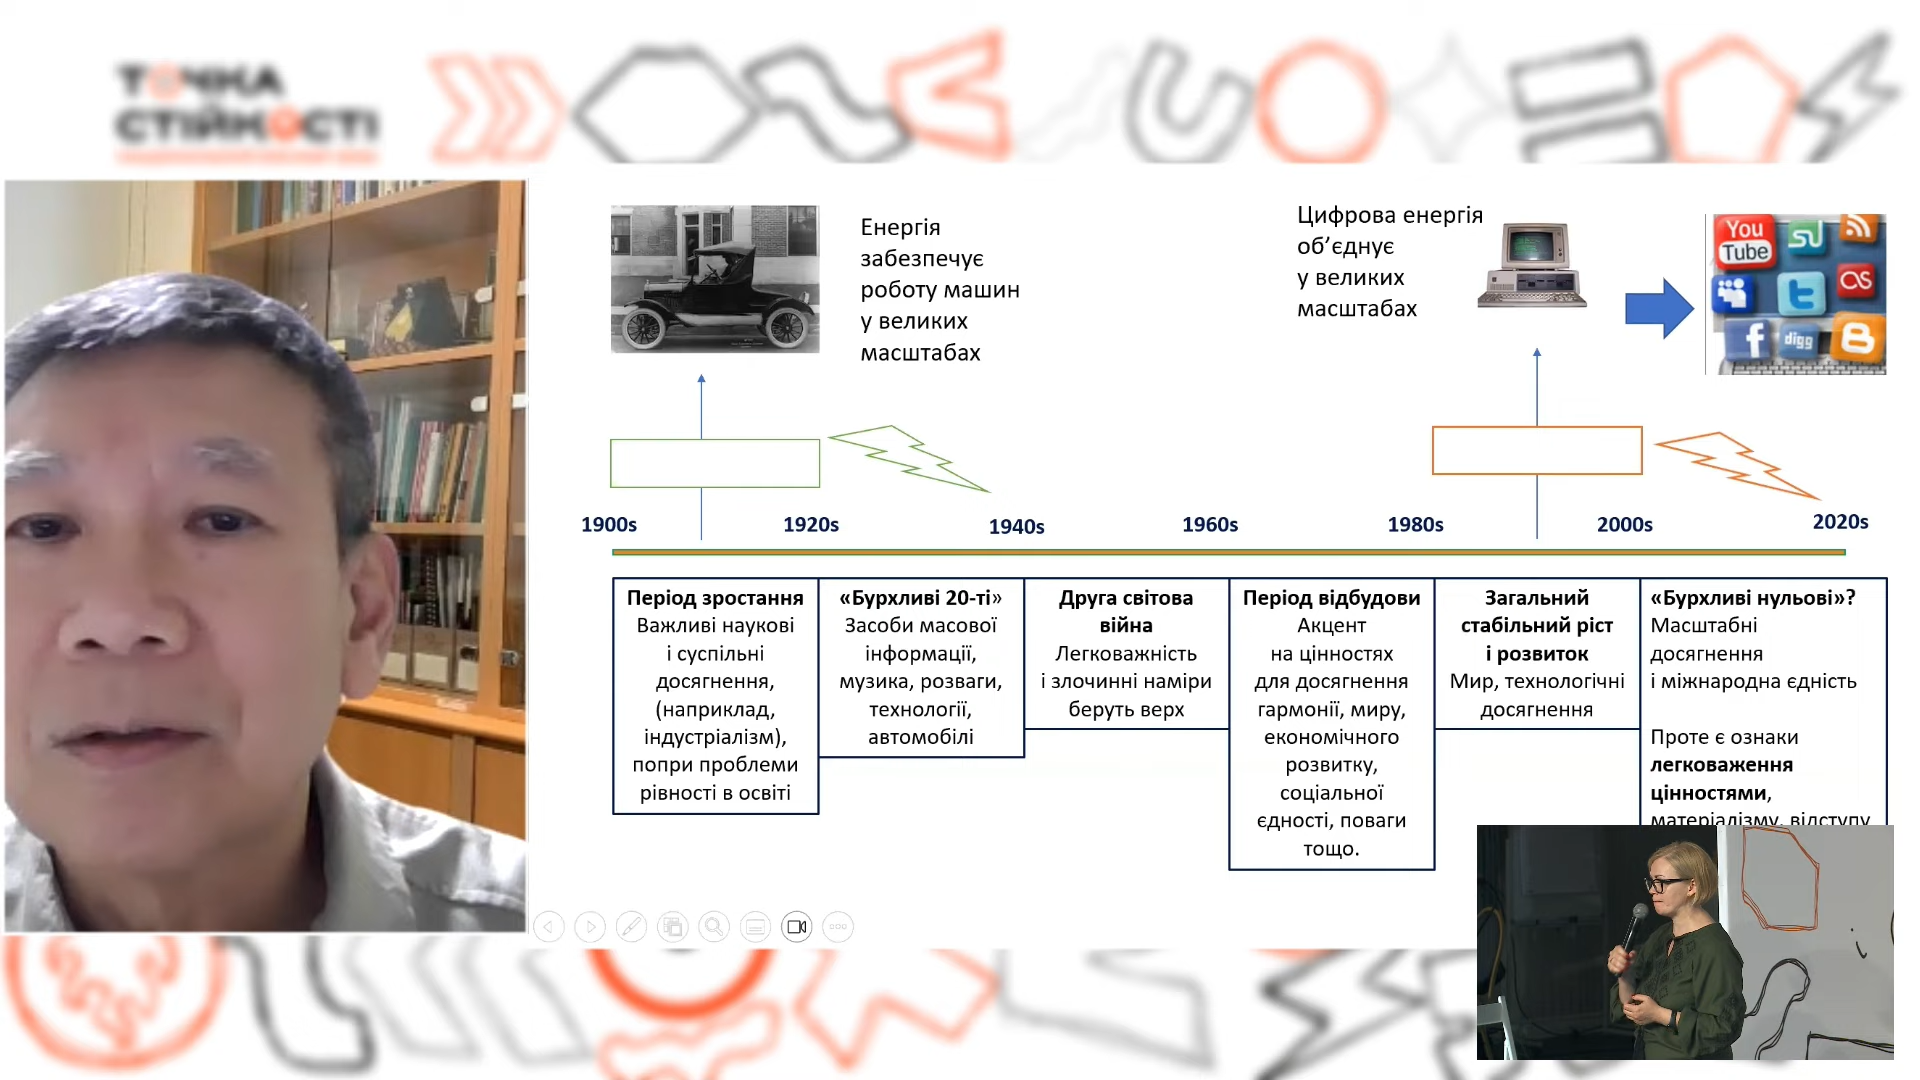 ТОЧКА
СТІЙКОСТІ
Енергія
забезпечує
роботу машин
у великих
масштабах
Цифрова енергія
об’єднує
у великих
масштабах
You
Tube
digg
1900s
1920s
1940s
1960s
1980s
2000s
2020s
Період зростання
Важливі наукові
і суспільні
досягнення,
(наприклад,
індустріалізм),
попри проблеми
рівності в освіті
«Бурхливі 20-ті»
Засоби масової
інформації,
музика, розваги,
технології,
автомобілі
Друга світова
війна
Легковажність
і злочинні наміри
беруть верх
Період відбудови
Акцент
на цінностях
для досягнення
гармонії, миру,
економічного
розвитку,
соціальної
єдності, поваги
тощо.
Загальний
стабільний ріст
і розвиток
Мир, технологічні
досягнення
«Бурхливі нульові»?
Масштабні
досягнення
і міжнародна єдність
Проте є ознаки
легковаження
цінностями,
матеріалізму, відступу